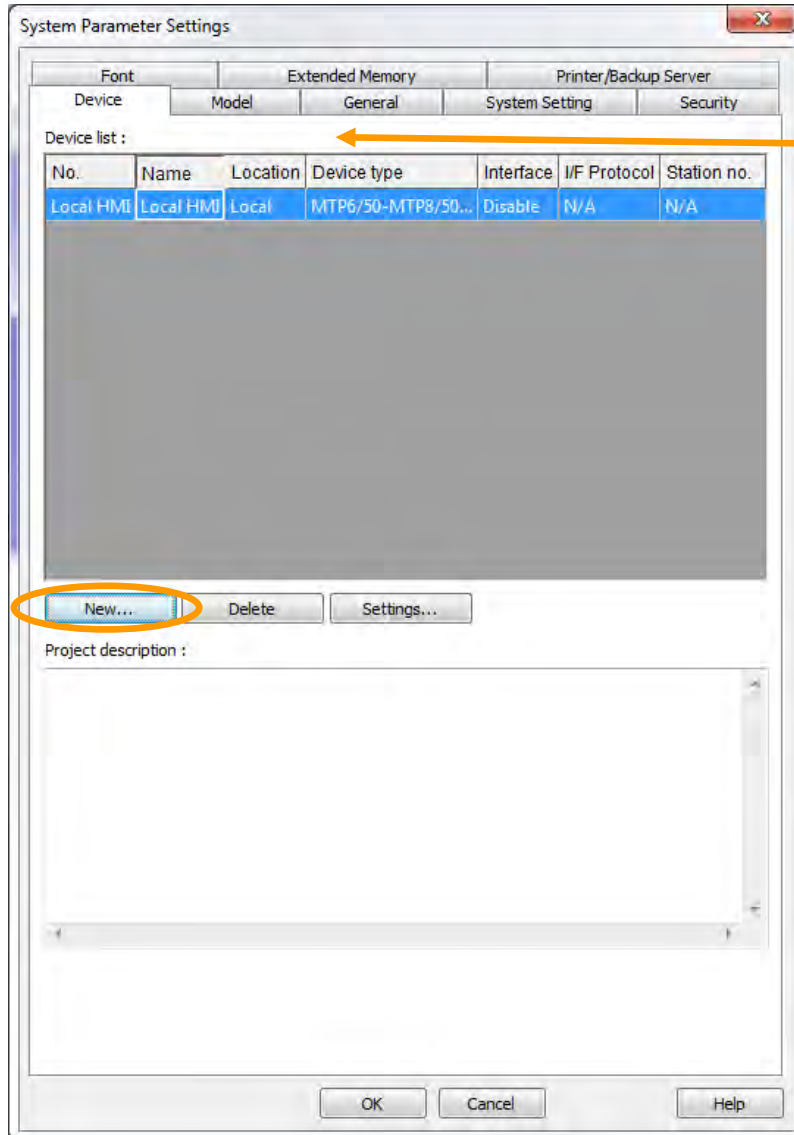 System Parameter Settings
Font Extended Memory Printer/Backup Server
Device Model General System Setting Security
Device list :
No. Name Location Device type Interface I/F Protocol Station no.
Local HMI Local HMI Local MTP6/50-MTP8/50... Disable N/A N/A
New... Delete Settings...
Project description :
OK Cancel Help